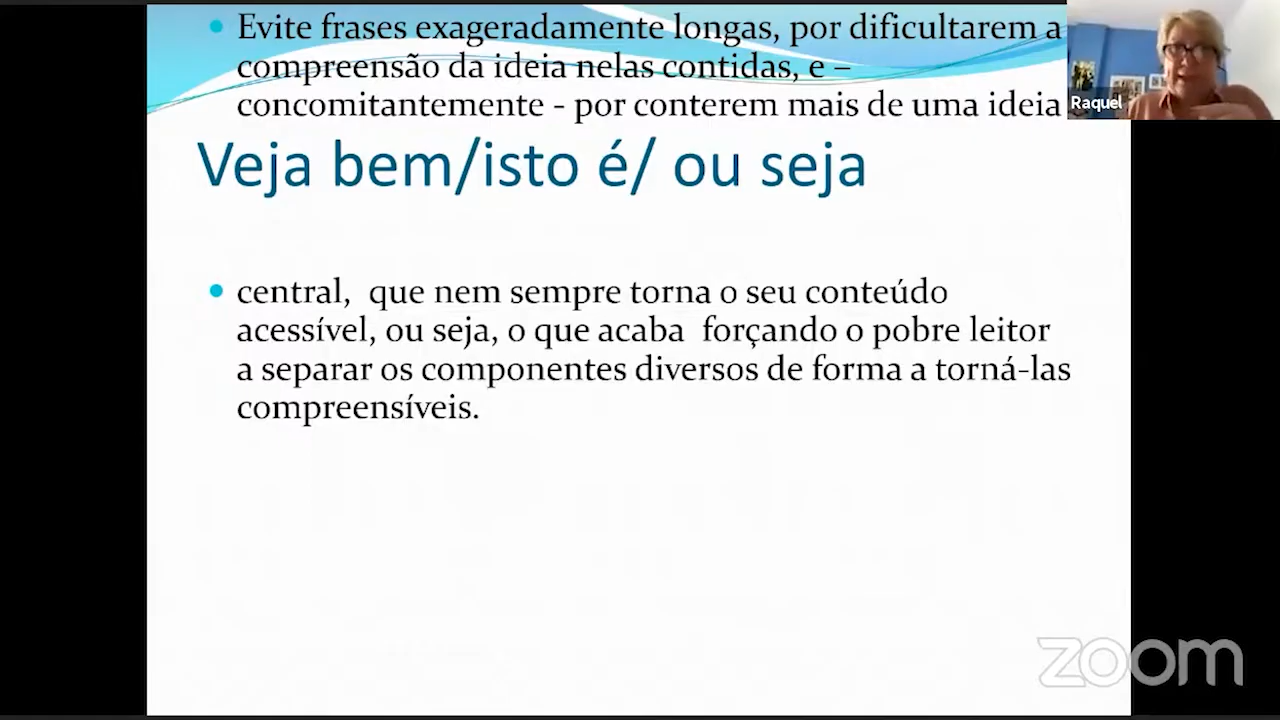 Evite frases exageradamente longas, por dificultarem a
compreensão da ideia nelas contidas, e –
concomitantemente - por conterem mais de uma ideia
Raquel
Veja bem/isto é/ ou seja
central, que nem sempre torna o seu conteúdo
acessível, ou seja, o que acaba forçando o pobre leitor
a separar os componentes diversos de forma a torná-las
compreensíveis.
zoom